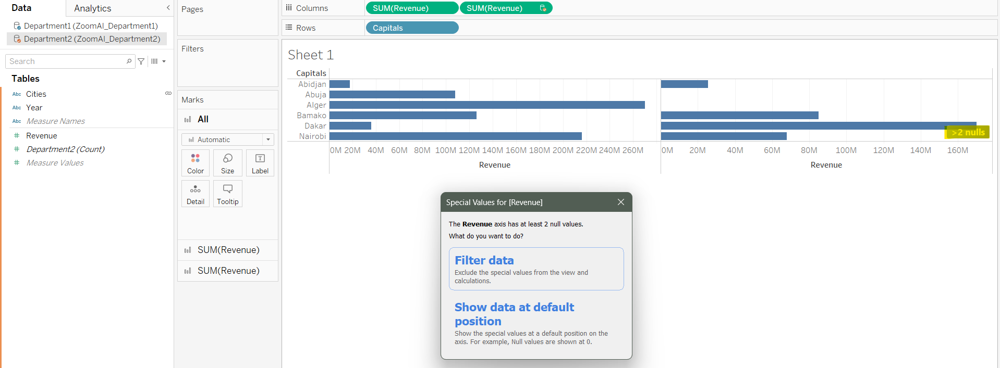 Data
Analytics
Department1 (ZoomAI_Department1)
Department2 (ZoomAI_Department2)
Search
Tables
Abc Cities
Abc Year
Abc Measure Names
# Revenue
# Department2 (Count)
# Measure Values
Pages
Filters
Marks
All
Automatic
Color Size Label
Detail Tooltip
SUM(Revenue)
SUM(Revenue)
Columns SUM(Revenue) SUM(Revenue)
Rows Capitals
Sheet 1
Capitals
Abidjan
Abuja
Alger
Bamako
Dakar
Nairobi
>2 nulls
0M 20M 40M 60M 80M 100M 120M 140M 160M 180M 200M 220M 240M 260M
0M 20M 40M 60M 80M 100M 120M 140M 160M
Revenue Revenue
Special Values for [Revenue]
The Revenue axis has at least 2 null values.
What do you want to do?
Filter data
Exclude the special values from the view and
calculations.
Show data at default
position
Show the special values at a default position on the
axis. For example, Null values are shown at 0.